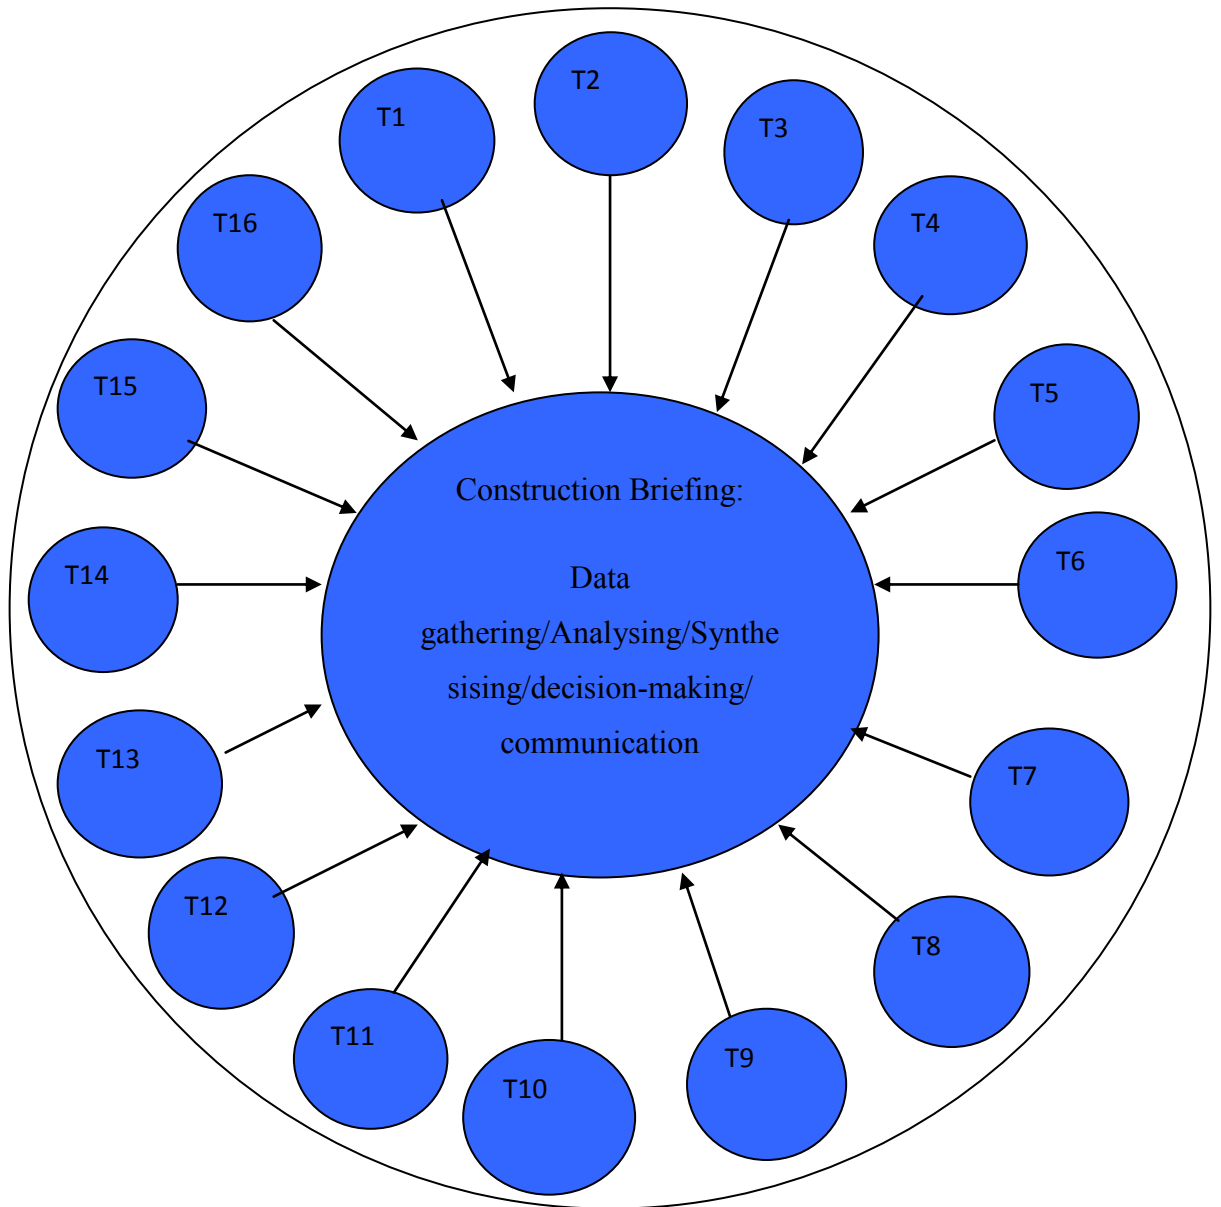 T1
T2
T3
T4
T5
T6
T7
T8
T9
T10
T11
T12
T13
T14
T15
T16
Construction Briefing:
Data
gathering/Analysing/Synthe
sising/decision-making/
communication